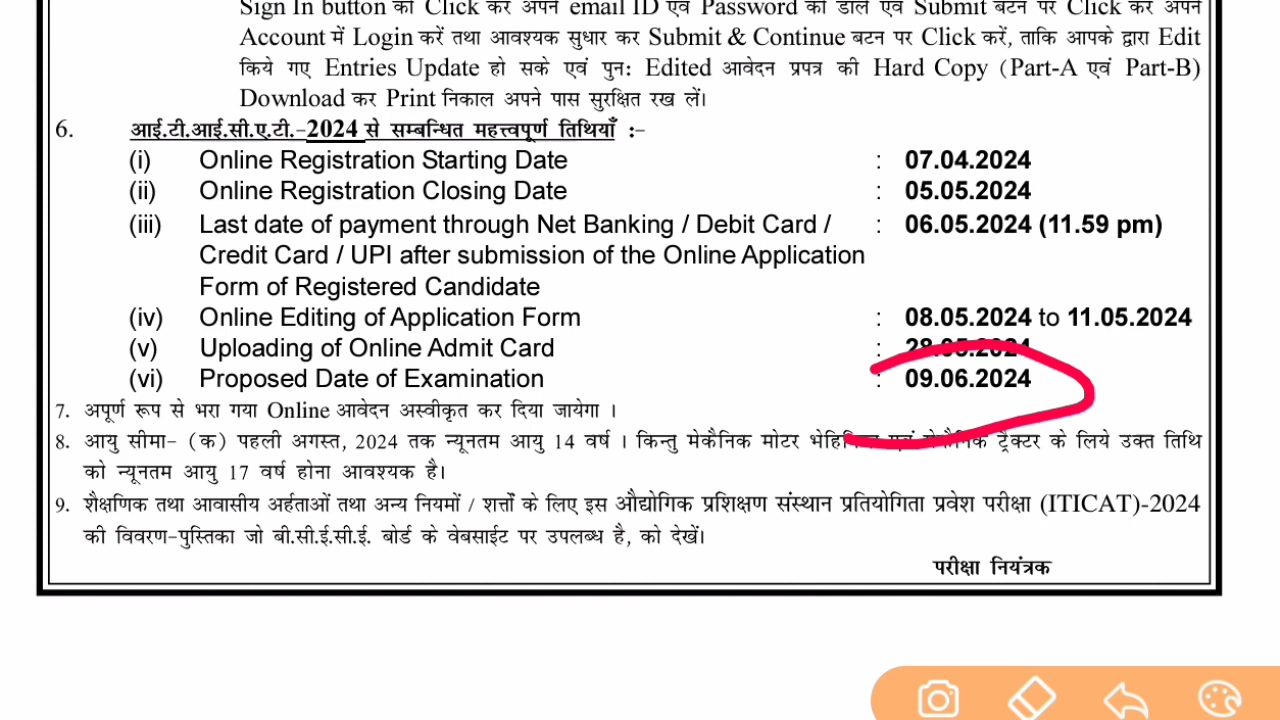 Sign In button को Click कर अपने email ID एवं Password को डालें एवं Submit बटन पर Click कर अपने
Account में Login करें तथा आवश्यक सुधार कर Submit & Continue बटन पर Click करें, ताकि आपके द्वारा Edit
किये गए Entries Update हो सके एवं पुनः Edited आवेदन प्रपत्र की Hard Copy (Part-A एवं Part-B)
Download कर Print निकाल अपने पास सुरक्षित रख लें।
6. आई.टी.आई.सी.ए.टी.-2024 से सम्बन्धित महत्त्वपूर्ण तिथियाँ :-
(i) Online Registration Starting Date : 07.04.2024
(ii) Online Registration Closing Date : 05.05.2024
(iii) Last date of payment through Net Banking / Debit Card / : 06.05.2024 (11.59 pm)
Credit Card / UPI after submission of the Online Application
Form of Registered Candidate
(iv) Online Editing of Application Form : 08.05.2024 to 11.05.2024
(v) Uploading of Online Admit Card : 28.05.2024
(vi) Proposed Date of Examination : 09.06.2024
7. अपूर्ण रूप से भरा गया Online आवेदन अस्वीकृत कर दिया जायेगा ।
8. आयु सीमा- (क) पहली अगस्त, 2024 तक न्यूनतम आयु 14 वर्ष । किन्तु मेकैनिक मोटर भेहिकिल एवं मेकैनिक ट्रैक्टर के लिये उक्त तिथि
को न्यूनतम आयु 17 वर्ष होना आवश्यक है।
9. शैक्षणिक तथा आवासीय अर्हताओं तथा अन्य नियमों / शर्त्तों के लिए इस औद्योगिक प्रशिक्षण संस्थान प्रतियोगिता प्रवेश परीक्षा (ITICAT)-2024
की विवरण-पुस्तिका जो बी.सी.ई.सी.ई. बोर्ड के वेबसाईट पर उपलब्ध है, को देखें।
परीक्षा नियंत्रक